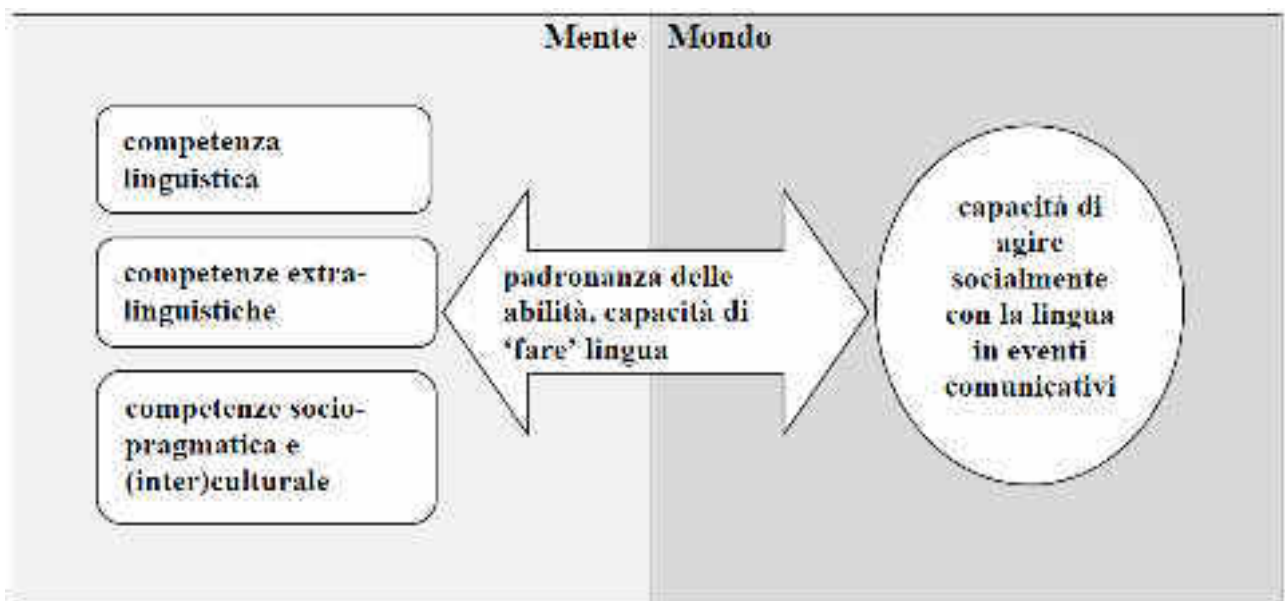 Mente Mondo
competenza
linguistica
competenze extra-
linguistiche
competenze socio-
pragmatica e
(inter)culturale
padronanza delle
abilità, capacità di
‘fare’ lingua
capacità di
agire
socialmente
con la lingua
in eventi
comunicativi